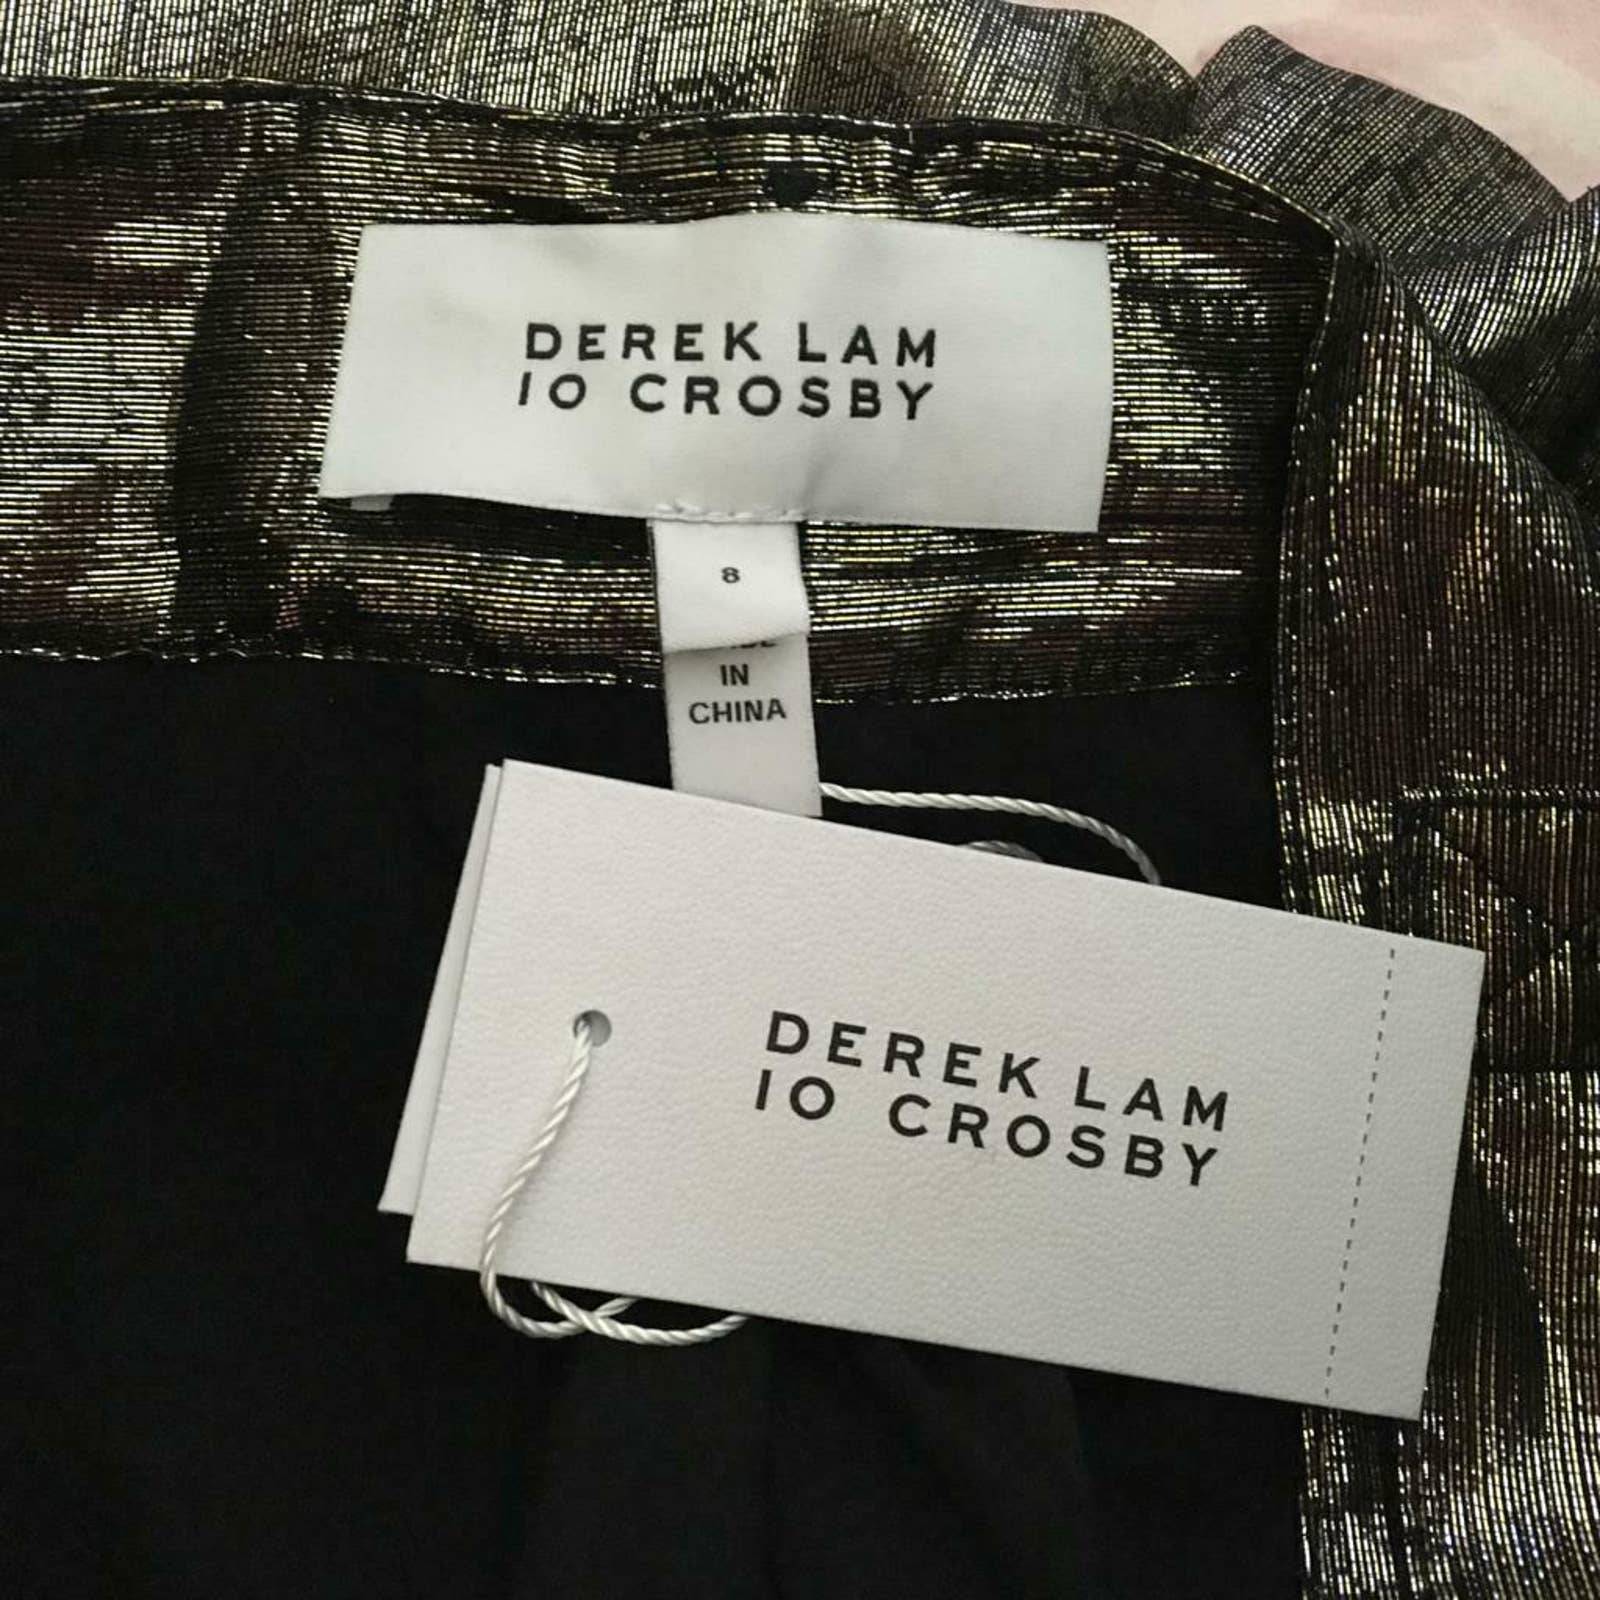 DEREK LAM
10 CROSBY
8
IN
CHINA
DEREK LAM
10 CROSBY